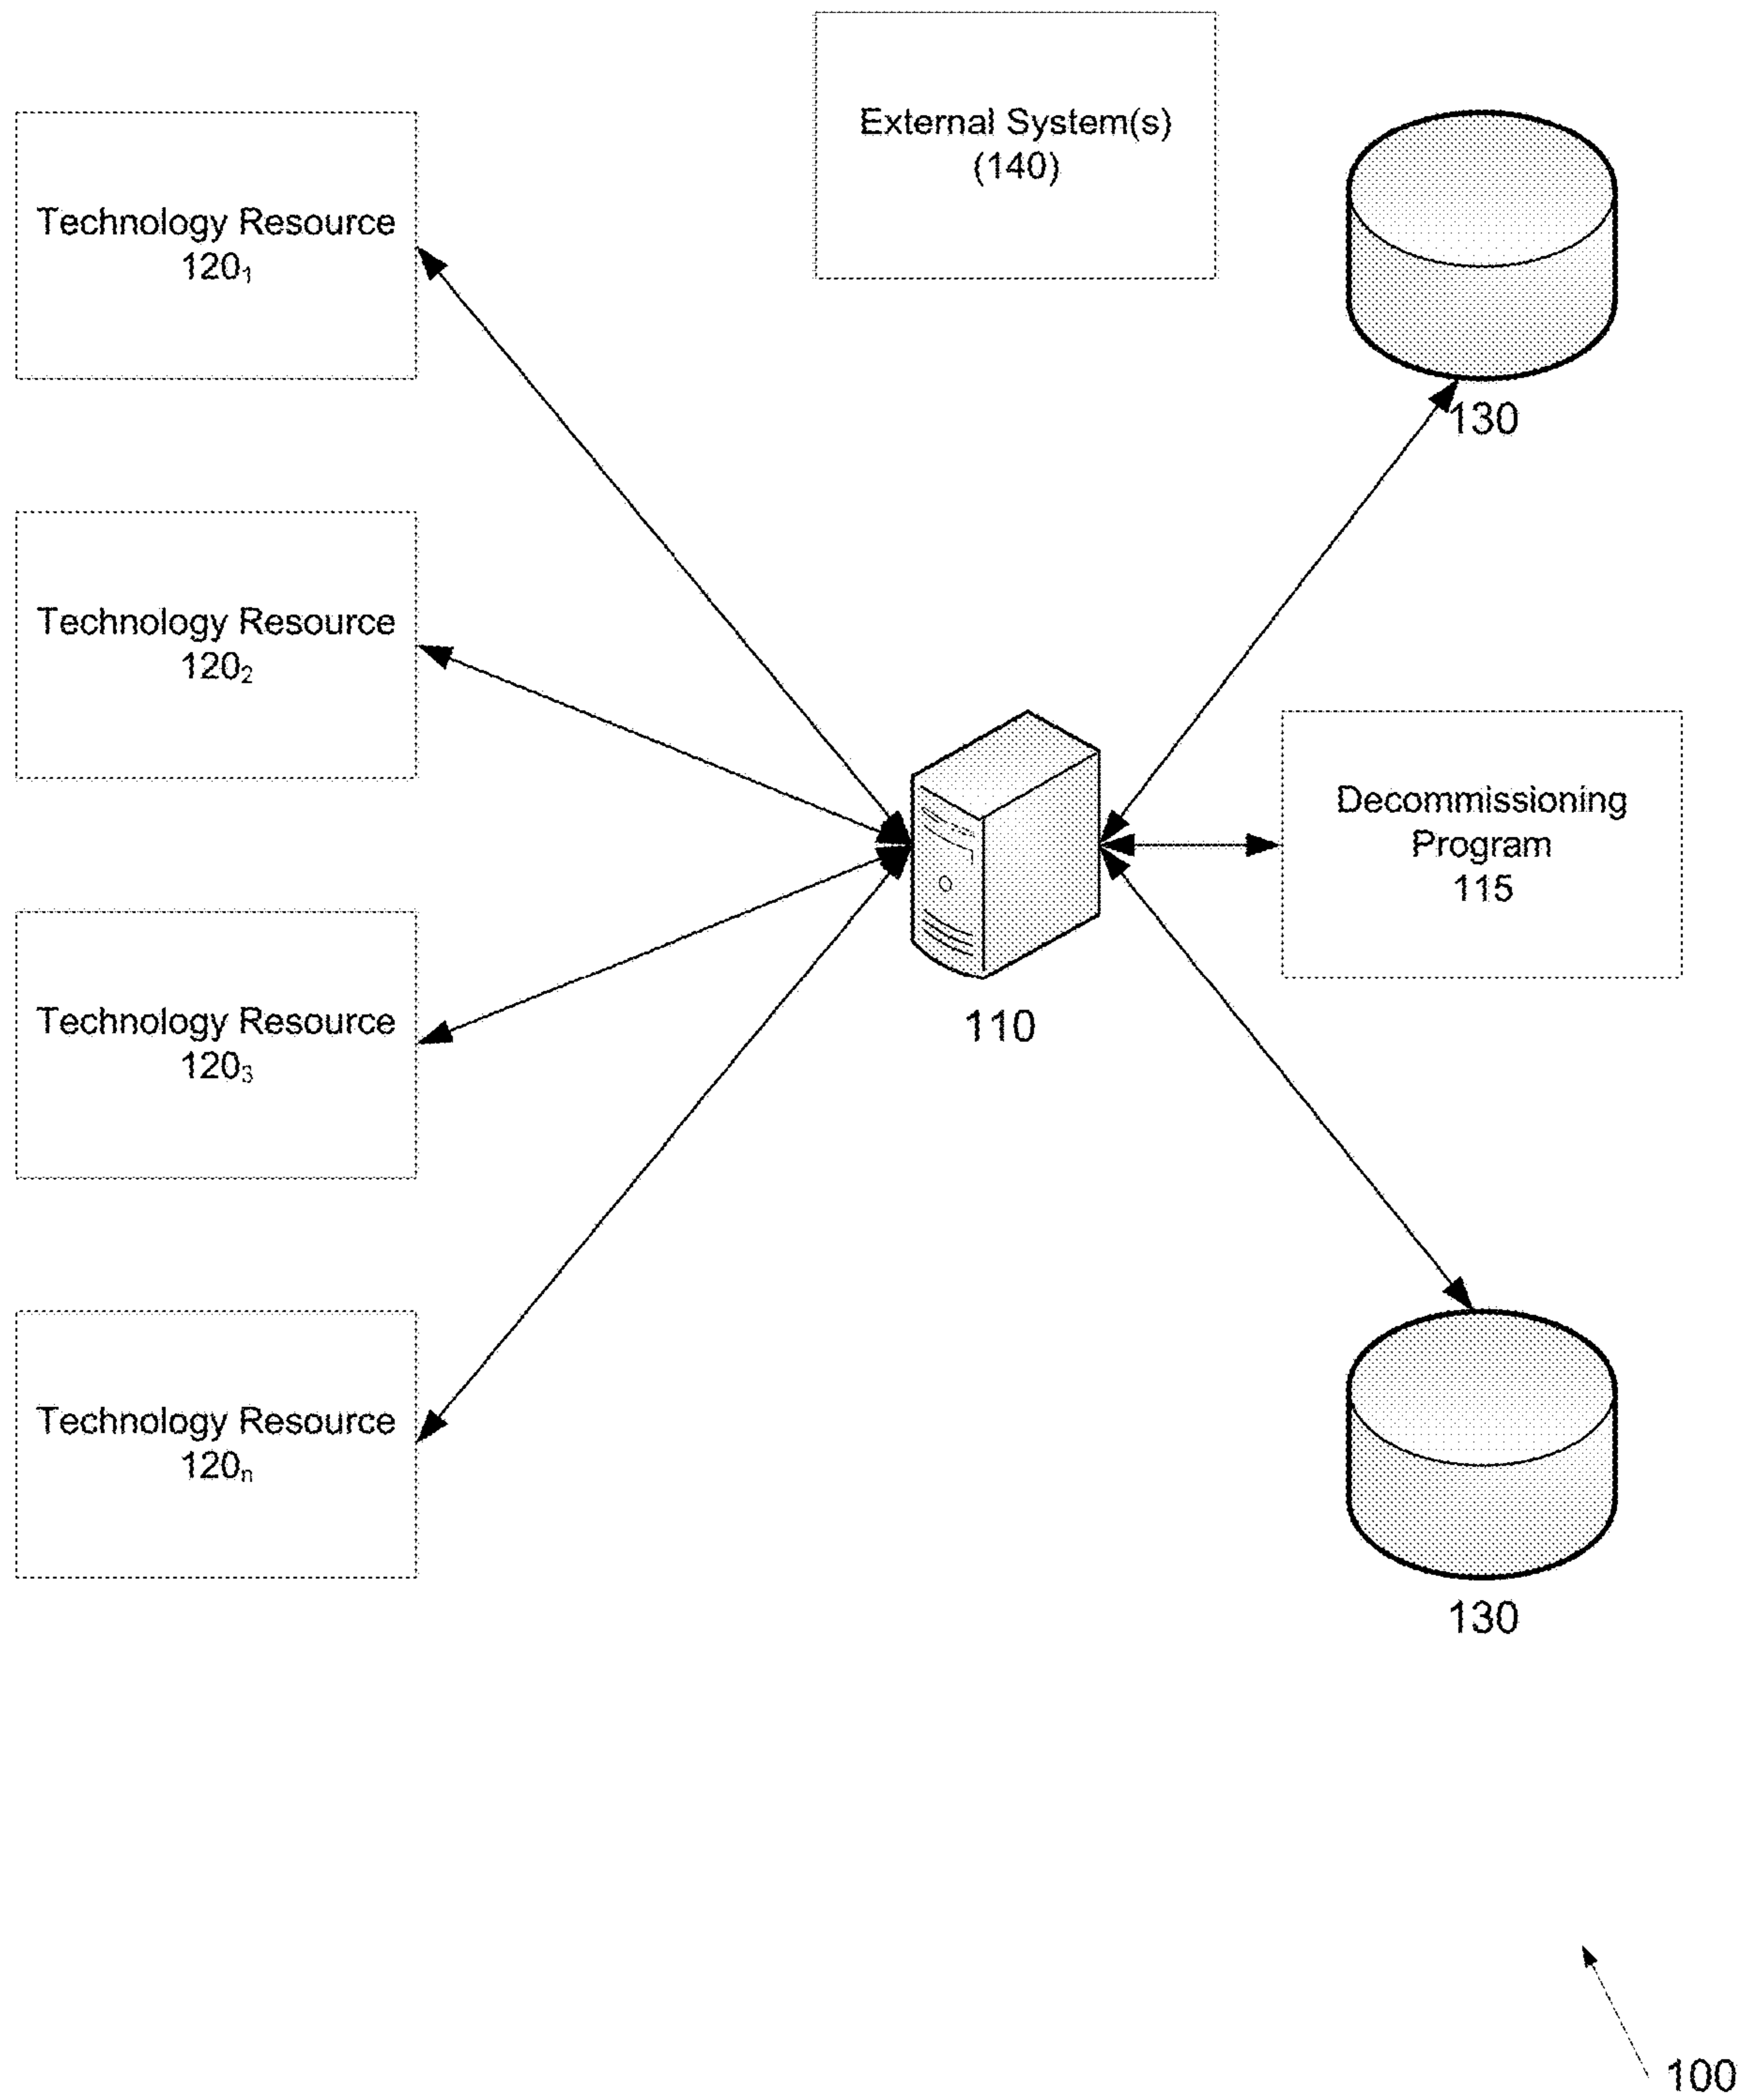 External System(s)
(140)
Technology Resource
120₁
130
Technology Resource
120₂
Decommissioning
Program
115
Technology Resource
120₃
110
Technology Resource
120ₙ
130
100